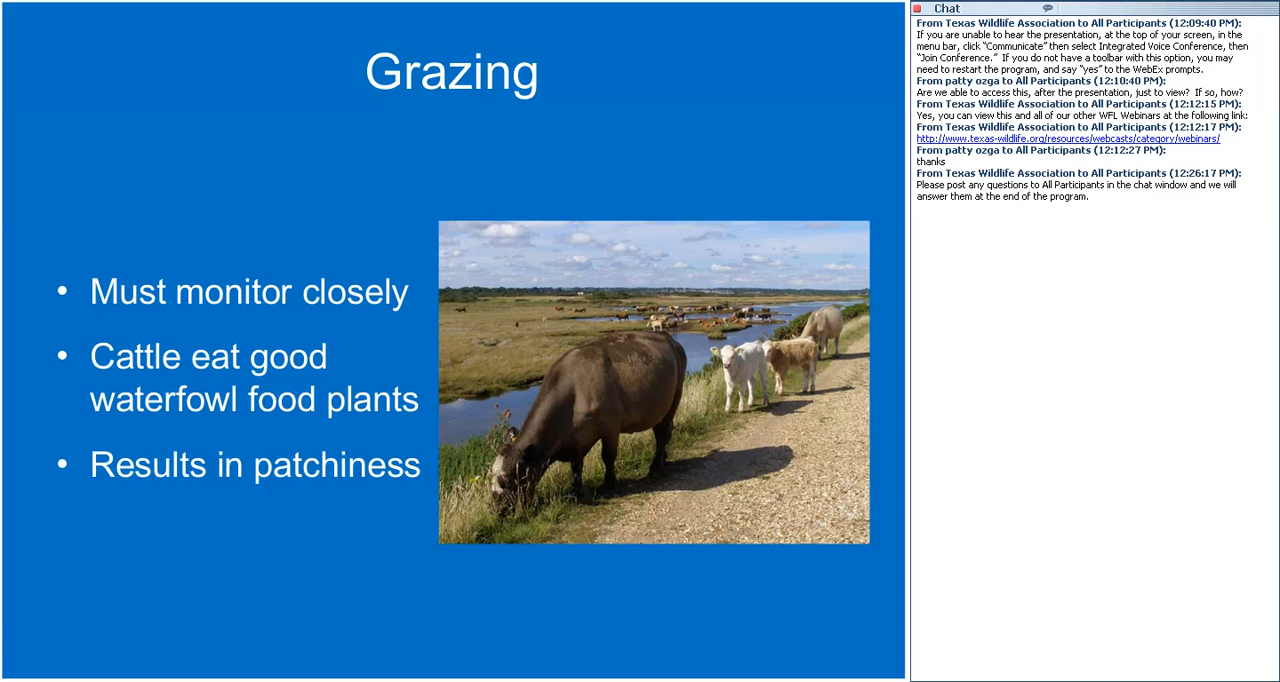 Grazing
• Must monitor closely
• Cattle eat good
waterfowl food plants
• Results in patchiness
Chat
From Texas Wildlife Association to All Participants (12:09:40 PM):
If you are unable to hear the presentation, at the top of your screen, in the
menu bar, click "Communicate" then select Integrated Voice Conference, then
"Join Conference." If you do not have a toolbar with this option, you may
need to restart the program, and say "yes" to the WebEx prompts.
From patty ozga to All Participants (12:10:40 PM):
Are we able to access this, after the presentation, just to view? If so, how?
From Texas Wildlife Association to All Participants (12:12:15 PM):
Yes, you can view this and all of our other WFL Webinars at the following link:
From Texas Wildlife Association to All Participants (12:12:17 PM):
http://www.texas-wildlife.org/resources/webcasts/category/webinars/
From patty ozga to All Participants (12:12:27 PM):
thanks
From Texas Wildlife Association to All Participants (12:26:17 PM):
Please post any questions to All Participants in the chat window and we will
answer them at the end of the program.